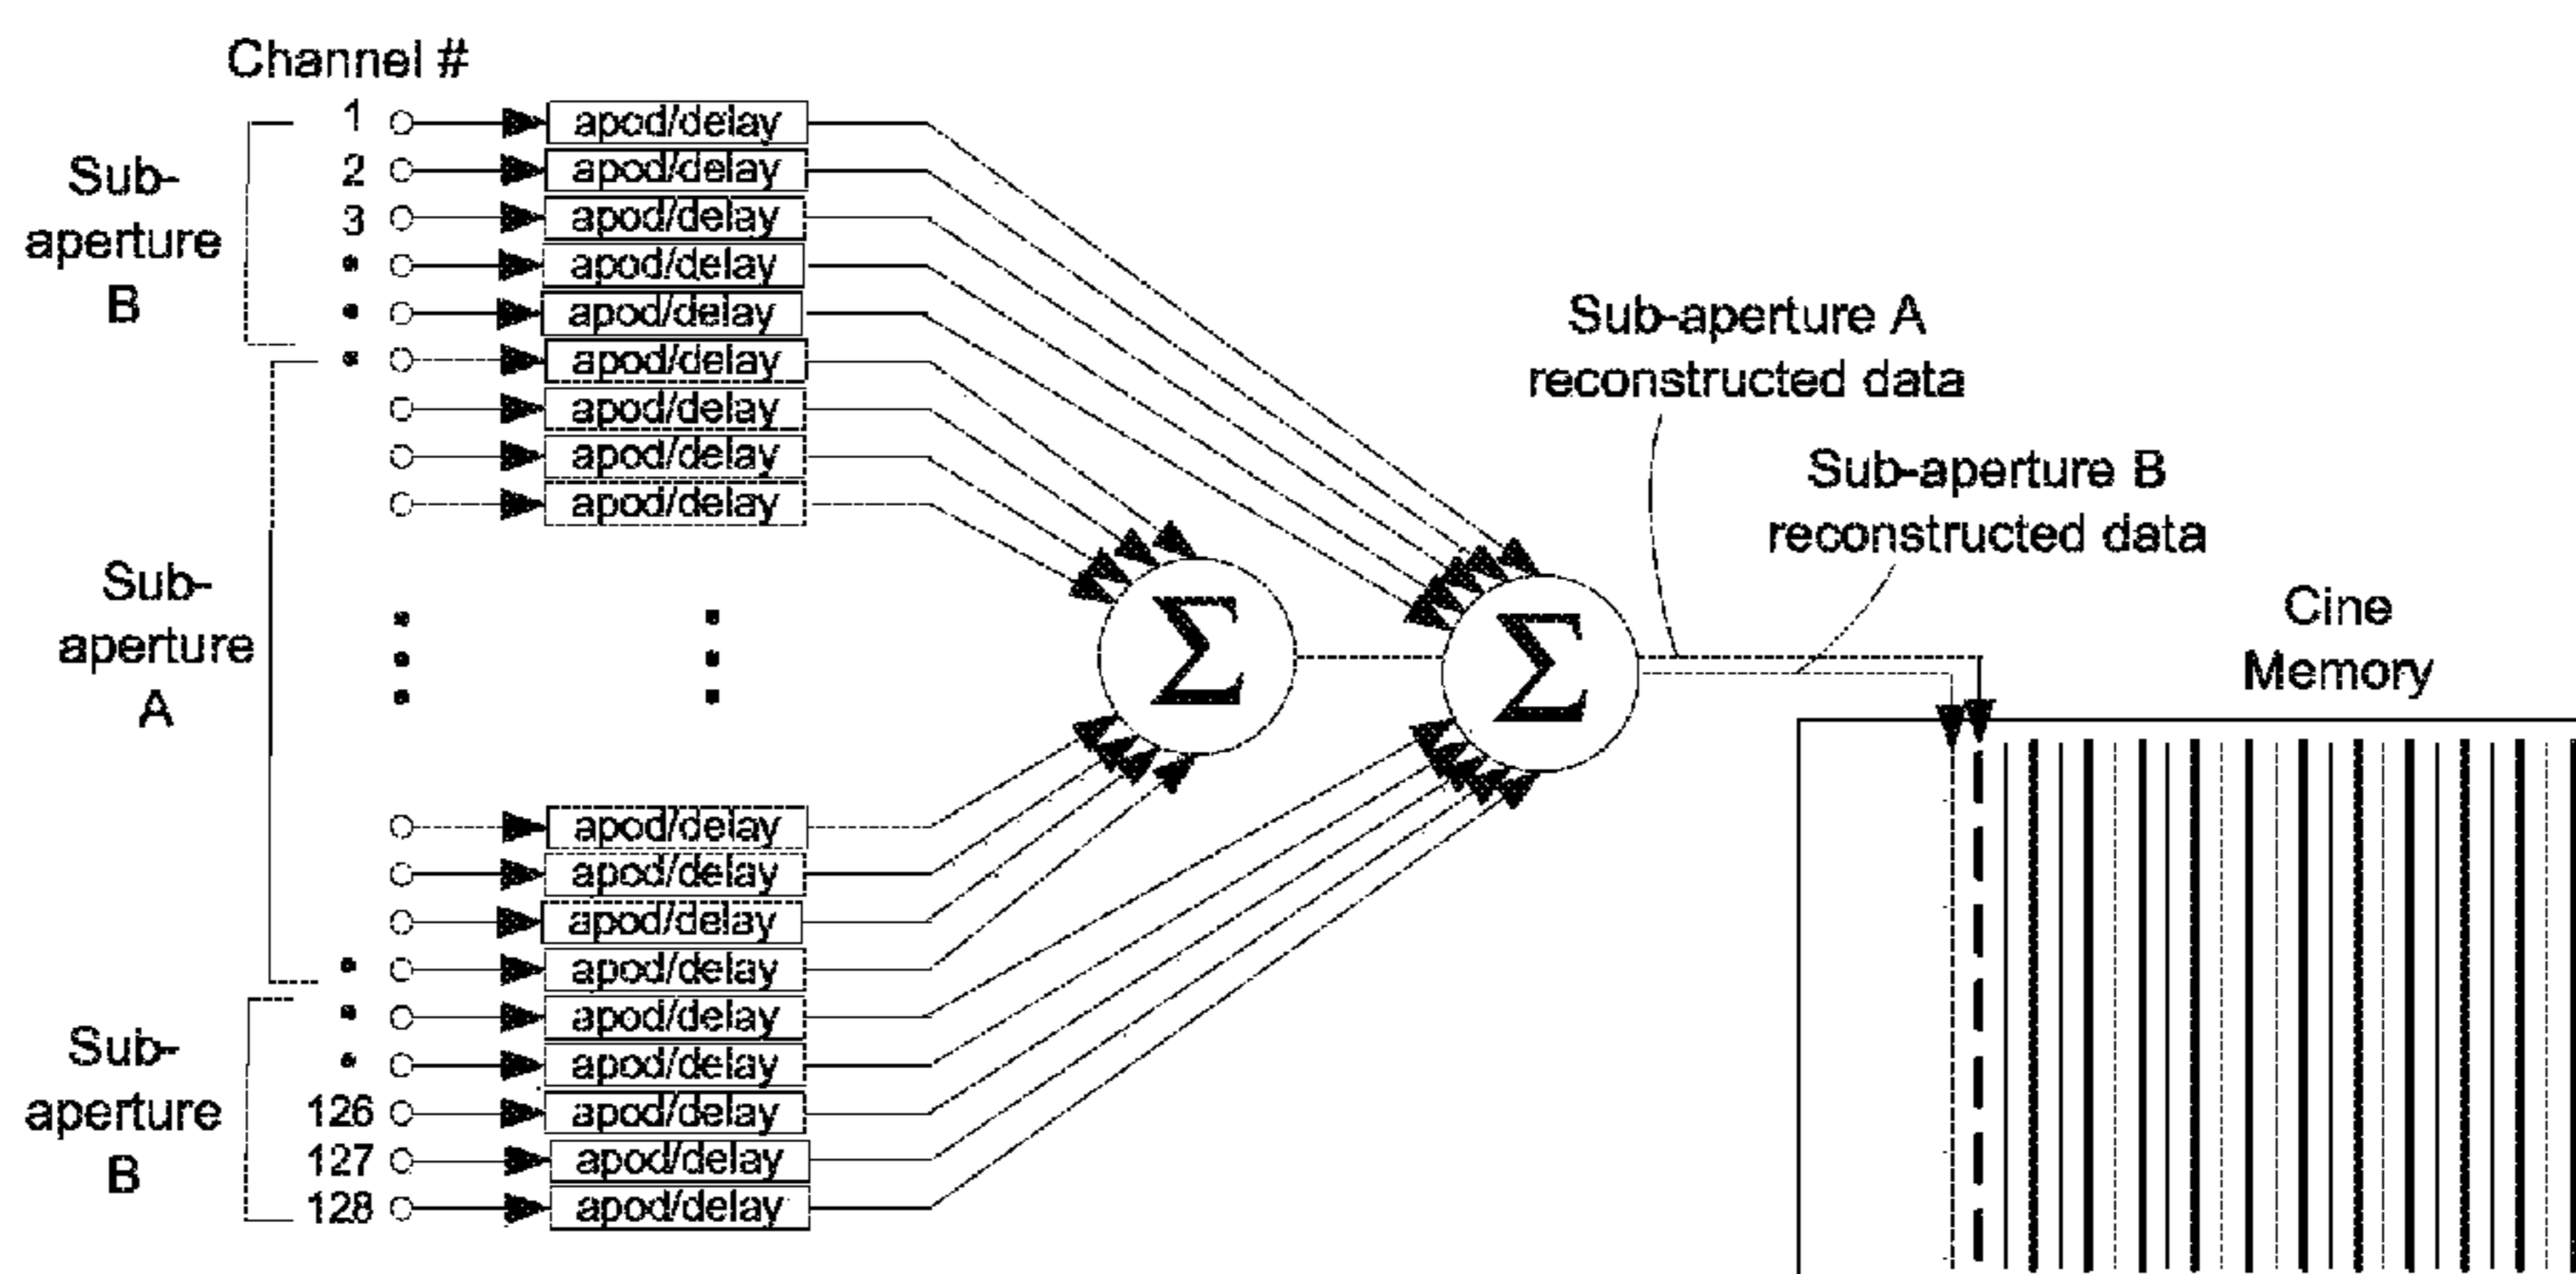 Channel #
1 apod/delay
2 apod/delay
3 apod/delay
apod/delay
apod/delay
apod/delay
apod/delay
apod/delay
apod/delay
Sub-
aperture
B
Sub-
aperture
A
Σ
Σ
Sub-aperture A
reconstructed data
Sub-aperture B
reconstructed data
Cine
Memory
apod/delay
apod/delay
apod/delay
apod/delay
apod/delay
apod/delay
126 apod/delay
127 apod/delay
128 apod/delay
Sub-
aperture
B